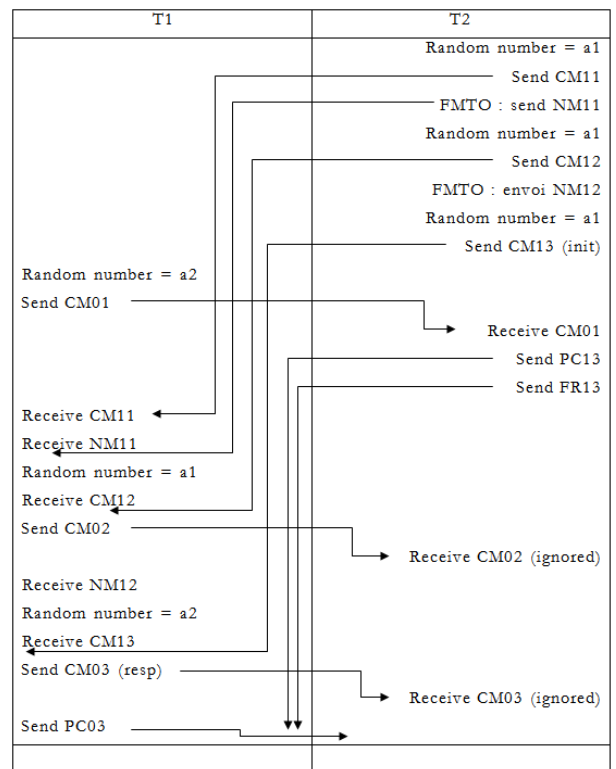 T1
T2
Random number = a1
Send CM11
FMTO : send NM11
Random number = a1
Send CM12
FMTO : envoi NM12
Random number = a1
Send CM13 (init)
Random number = a2
Send CM01
Receive CM01
Send PC13
Send FR13
Receive CM11
Receive NM11
Random number = a1
Receive CM12
Send CM02
Receive CM02 (ignored)
Receive NM12
Random number = a2
Receive CM13
Send CM03 (resp)
Receive CM03 (ignored)
Send PC03